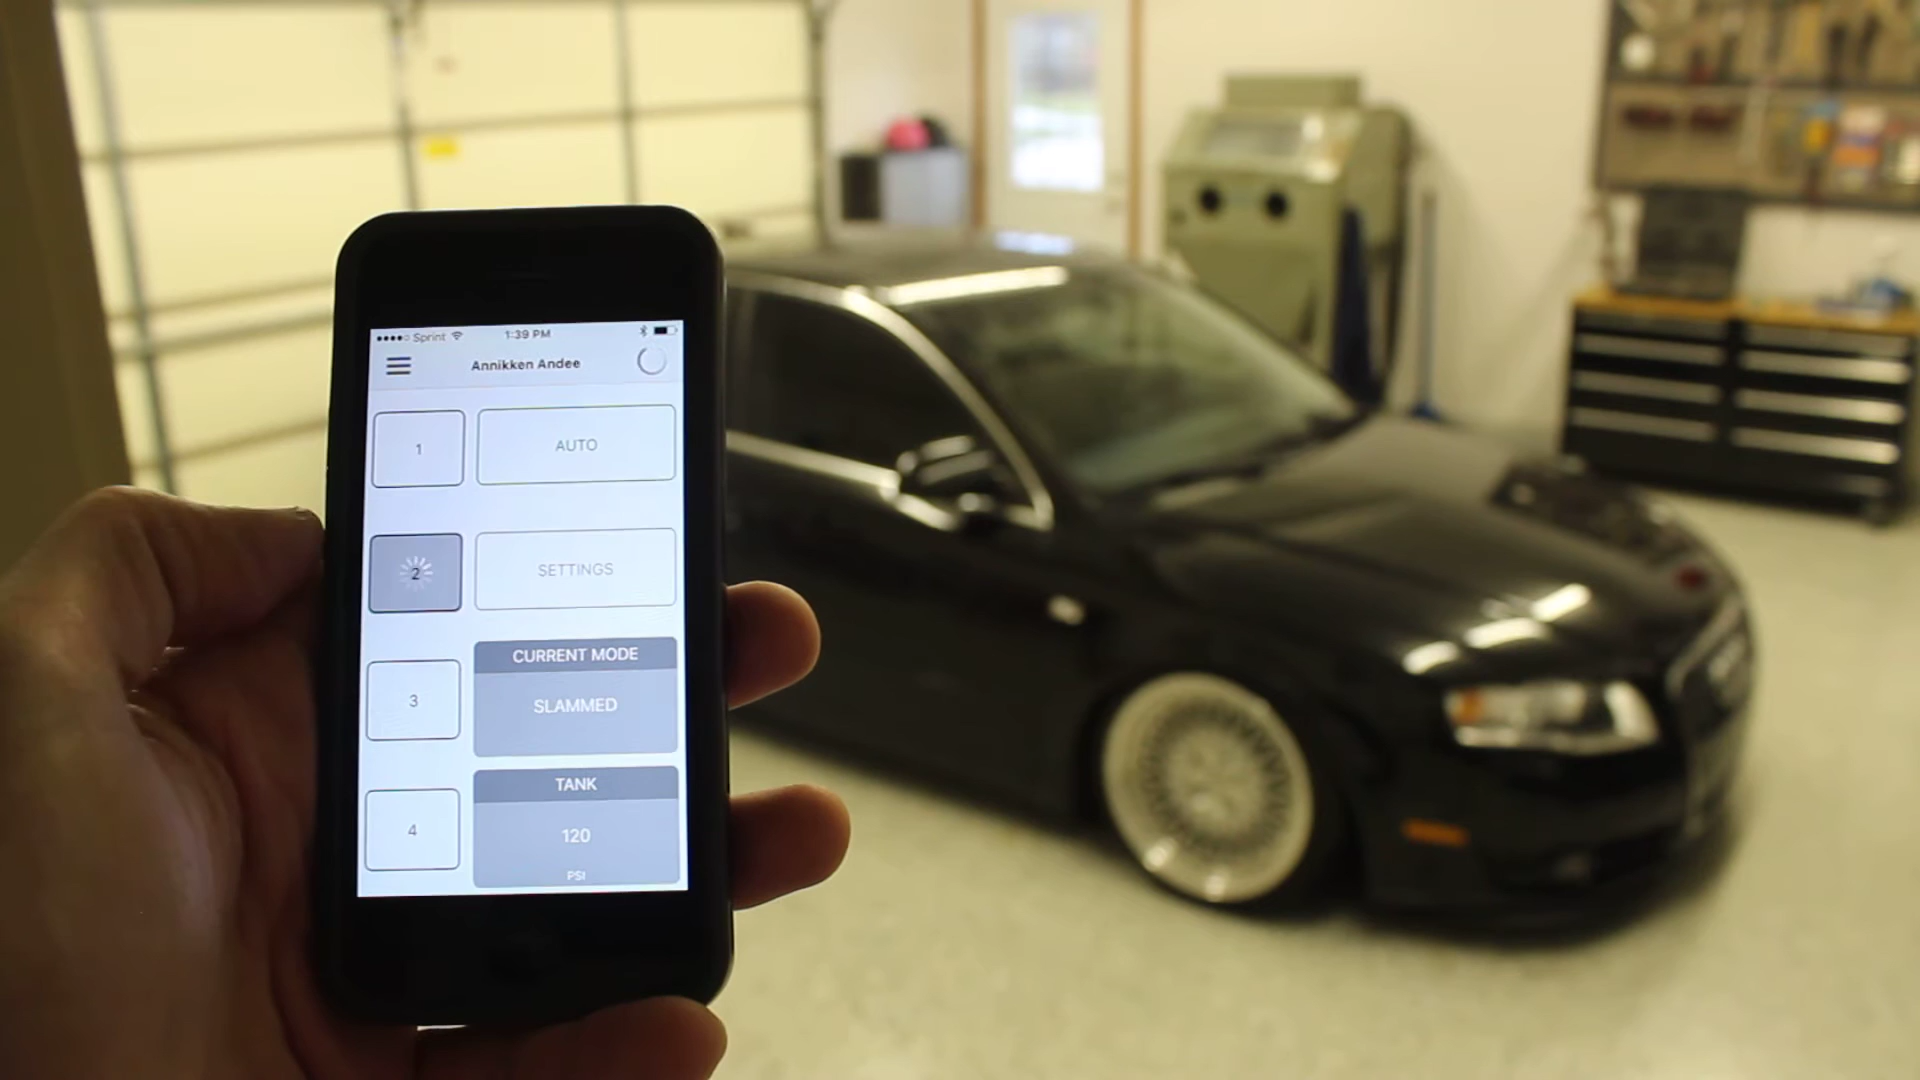 Sprint 1:39 PM
Annikken Andee
1 AUTO
2 SETTINGS
3
CURRENT MODE
SLAMMED
4
TANK
120
PSI